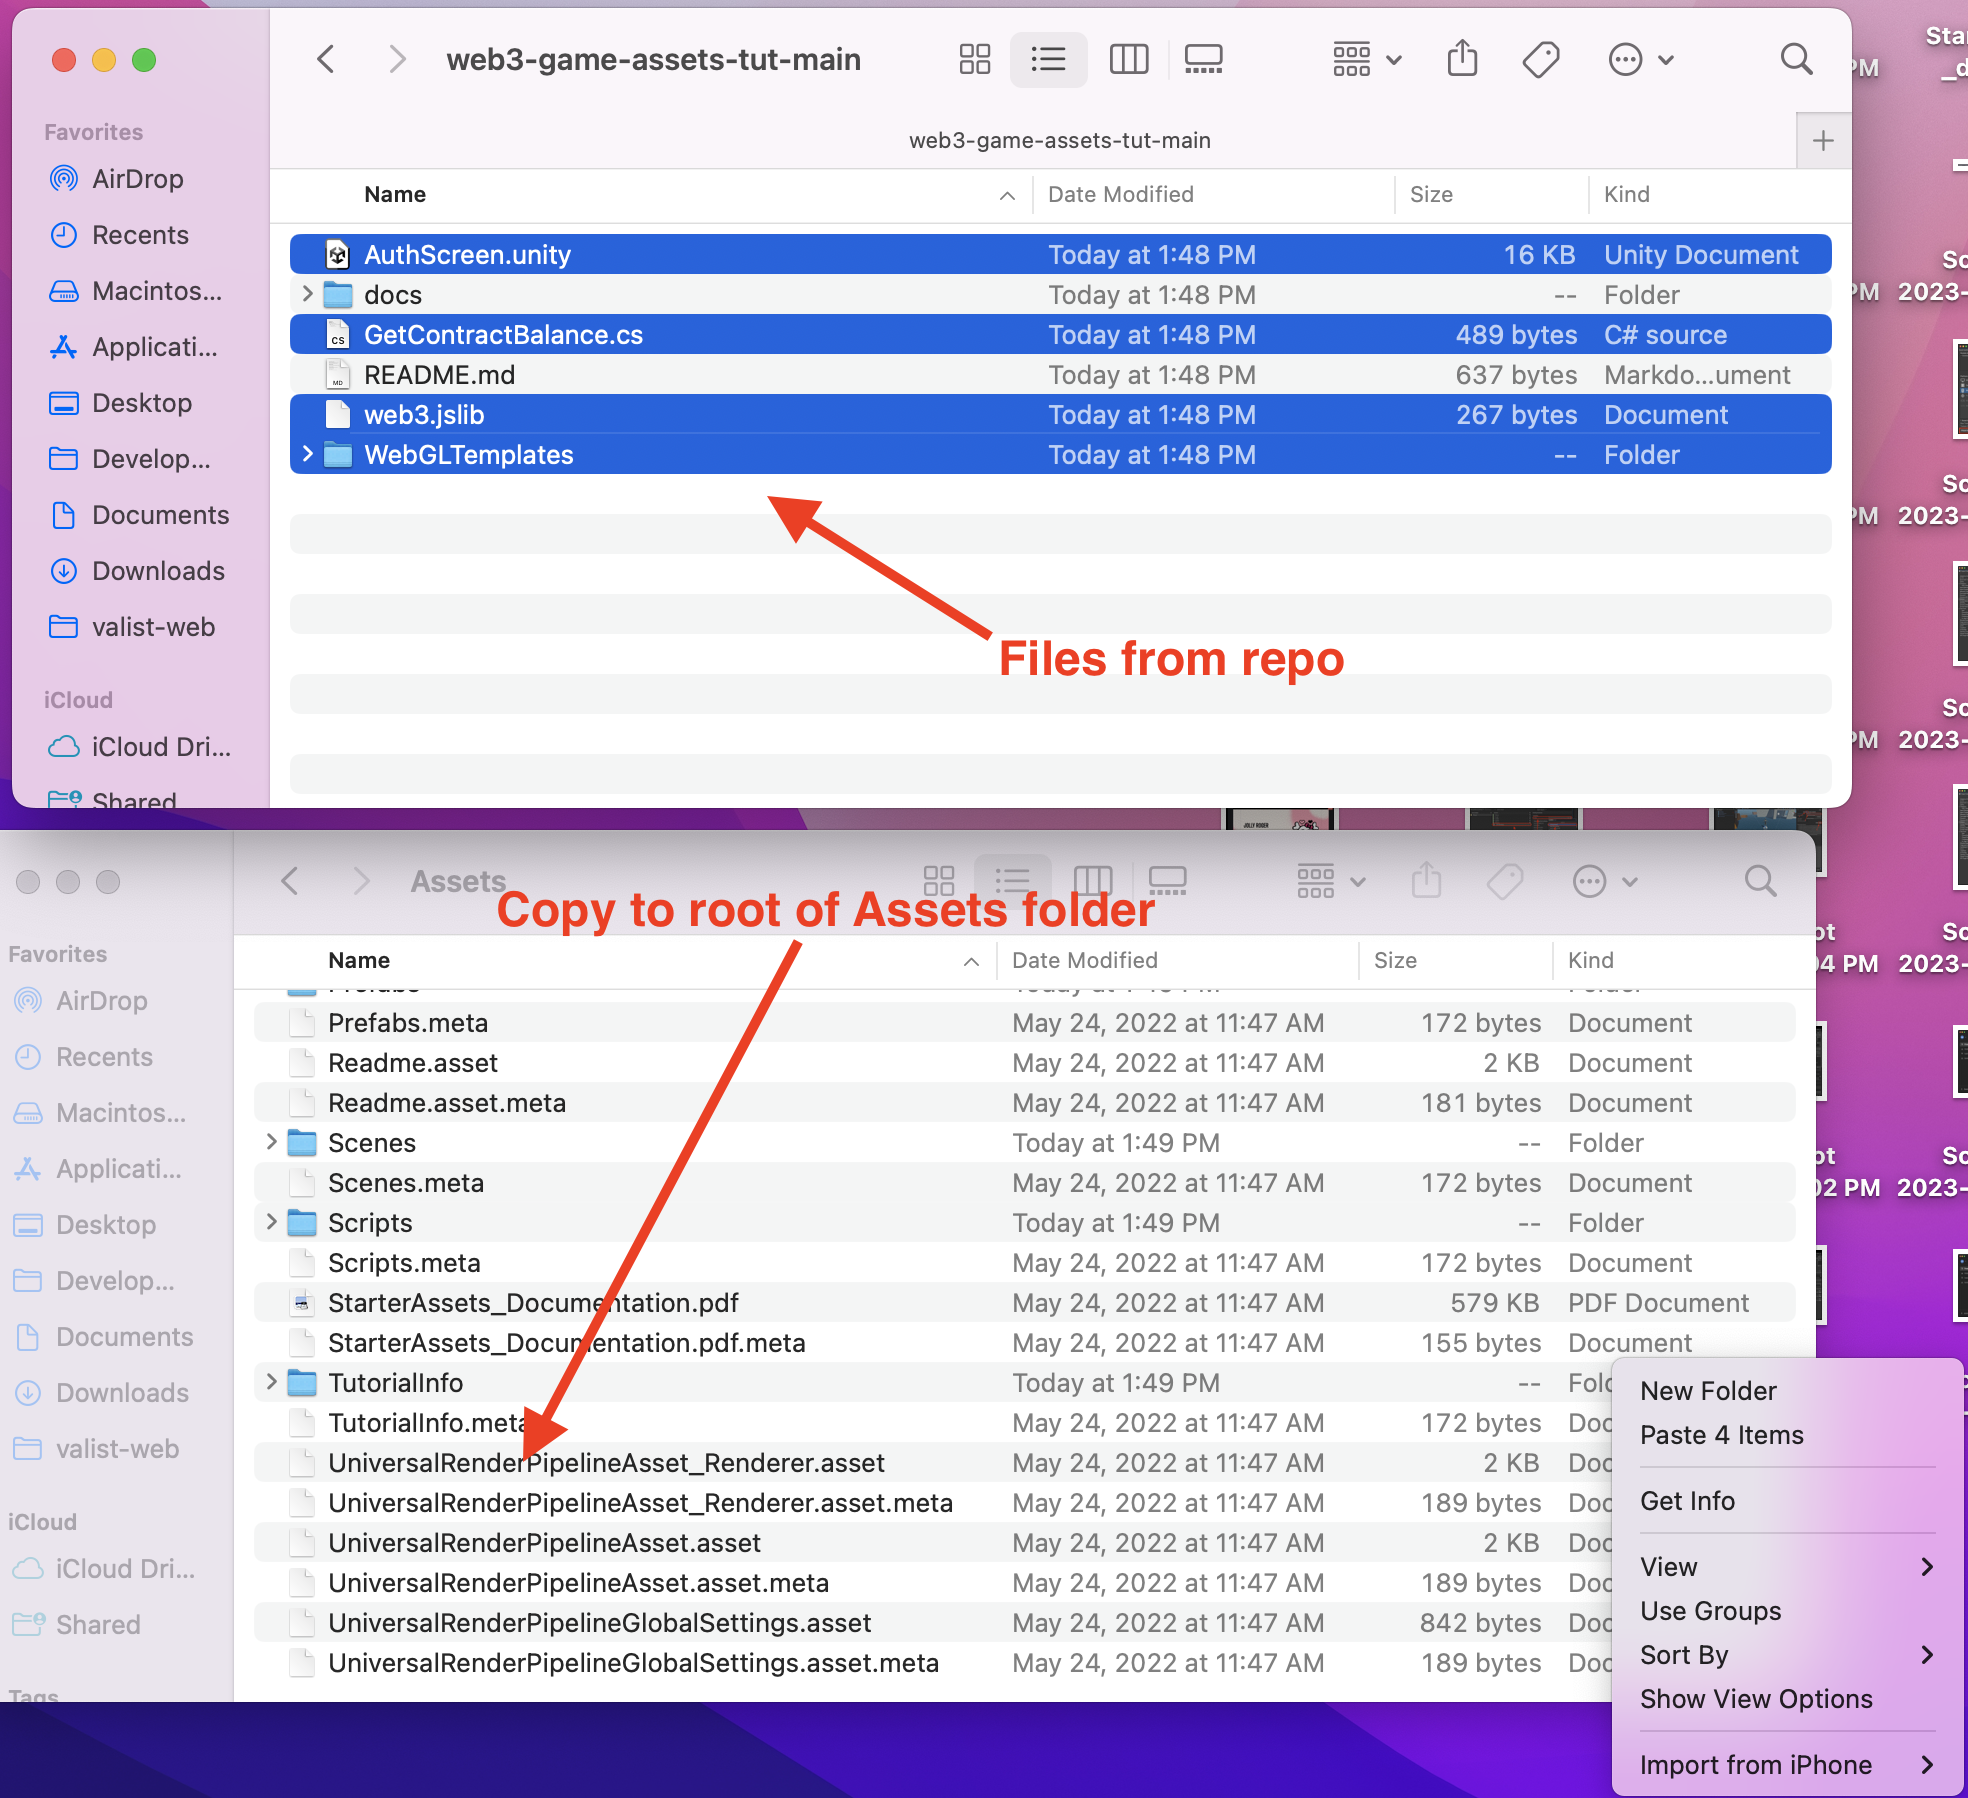 web3-game-assets-tut-main
web3-game-assets-tut-main
Favorites
AirDrop
Recents
Macintos...
Applicati...
Desktop
Develop...
Documents
Downloads
valist-web
iCloud
iCloud Dri...
Shared
Name Date Modified Size Kind
AuthScreen.unity Today at 1:48 PM 16 KB Unity Document
docs Today at 1:48 PM -- Folder
GetContractBalance.cs Today at 1:48 PM 489 bytes C# source
README.md Today at 1:48 PM 637 bytes Markdo...ument
web3.jslib Today at 1:48 PM 267 bytes Document
WebGLTemplates Today at 1:48 PM -- Folder
Files from repo
Assets
Copy to root of Assets folder
Favorites
AirDrop
Recents
Macintos...
Applicati...
Desktop
Develop...
Documents
Downloads
valist-web
iCloud
iCloud Dri...
Shared
Tags
Name Date Modified Size Kind
Prefabs.meta May 24, 2022 at 11:47 AM 172 bytes Document
Readme.asset May 24, 2022 at 11:47 AM 2 KB Document
Readme.asset.meta May 24, 2022 at 11:47 AM 181 bytes Document
Scenes Today at 1:49 PM -- Folder
Scenes.meta May 24, 2022 at 11:47 AM 172 bytes Document
Scripts Today at 1:49 PM -- Folder
Scripts.meta May 24, 2022 at 11:47 AM 172 bytes Document
StarterAssets_Documentation.pdf May 24, 2022 at 11:47 AM 579 KB PDF Document
StarterAssets_Documentation.pdf.meta May 24, 2022 at 11:47 AM 155 bytes Document
TutorialInfo Today at 1:49 PM --
TutorialInfo.meta May 24, 2022 at 11:47 AM 172 bytes
UniversalRenderPipelineAsset_Renderer.asset May 24, 2022 at 11:47 AM 2 KB
UniversalRenderPipelineAsset_Renderer.asset.meta May 24, 2022 at 11:47 AM 189 bytes
UniversalRenderPipelineAsset.asset May 24, 2022 at 11:47 AM 2 KB
UniversalRenderPipelineAsset.asset.meta May 24, 2022 at 11:47 AM 189 bytes
UniversalRenderPipelineGlobalSettings.asset May 24, 2022 at 11:47 AM 842 bytes
UniversalRenderPipelineGlobalSettings.asset.meta May 24, 2022 at 11:47 AM 189 bytes
New Folder
Paste 4 Items
Get Info
View
Use Groups
Sort By
Show View Options
Import from iPhone
PM 2023-
PM 2023-
PM 2023-
04 PM 2023-
02 PM 2023-